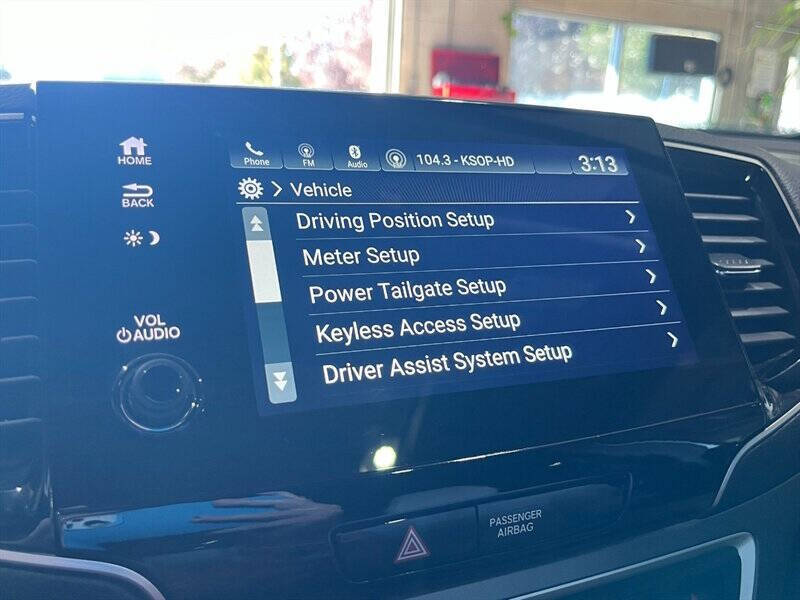 HOME
BACK
VOL
AUDIO
Phone
FM
Audio
104.3 - KSOP-HD
3:13
Vehicle
Driving Position Setup
Meter Setup
Power Tailgate Setup
Keyless Access Setup
Driver Assist System Setup
PASSENGER
AIRBAG